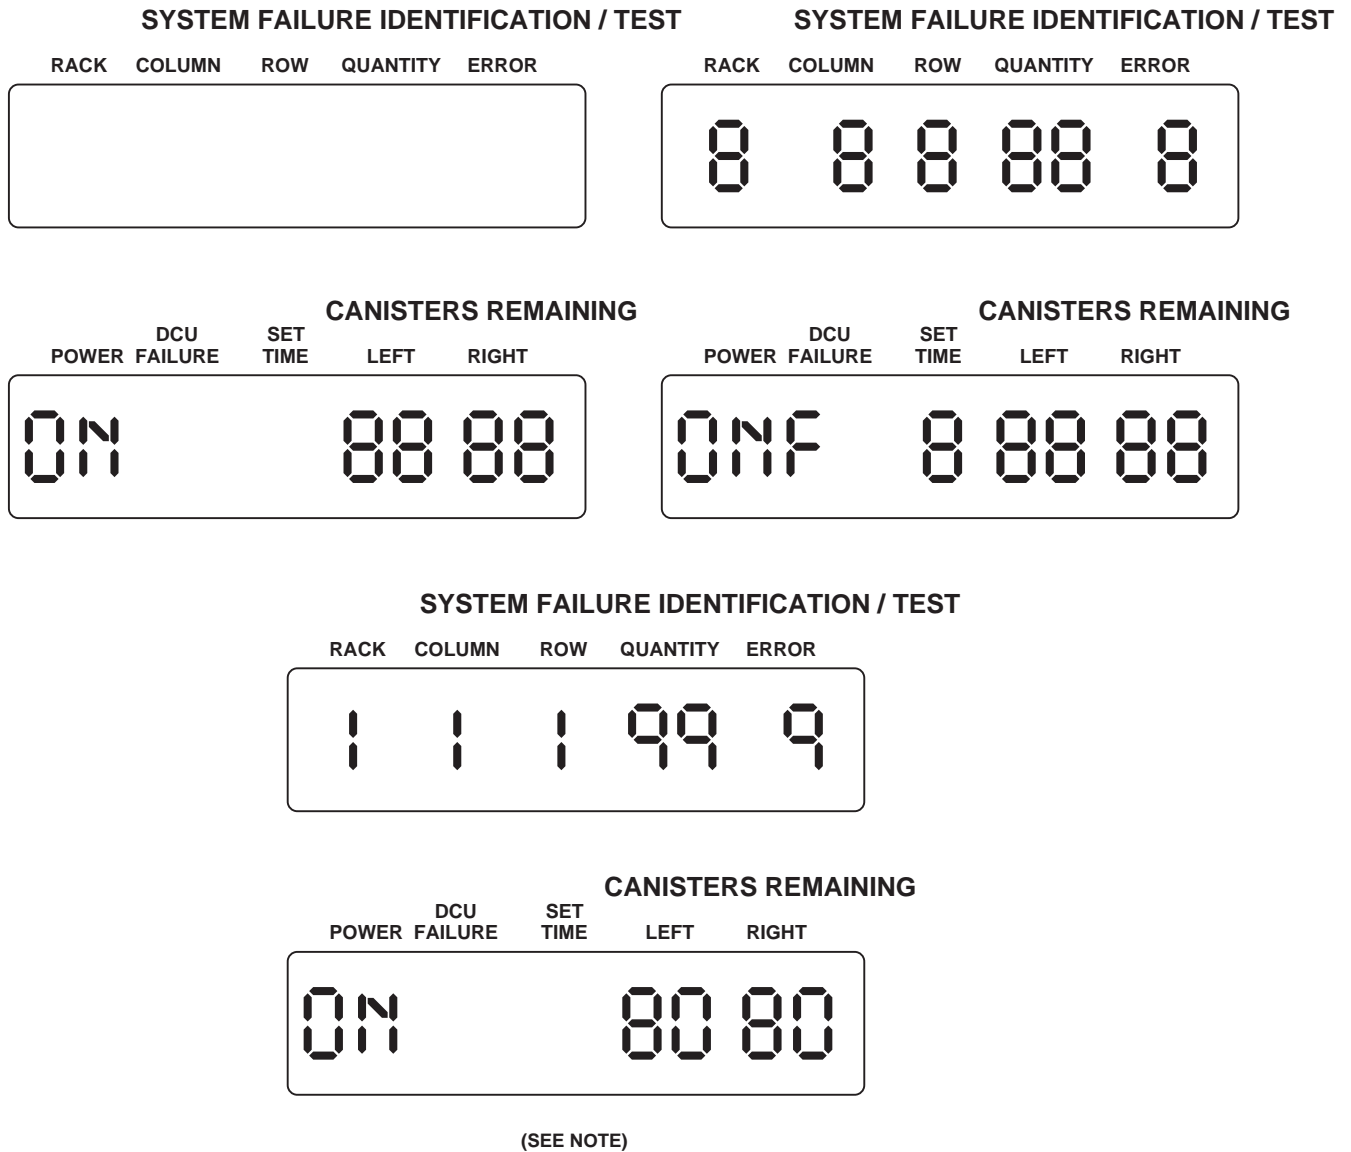 SYSTEM FAILURE IDENTIFICATION / TEST
RACK COLUMN ROW QUANTITY ERROR
SYSTEM FAILURE IDENTIFICATION / TEST
RACK COLUMN ROW QUANTITY ERROR
8 8 8 88 8
CANISTERS REMAINING
DCU SET
POWER FAILURE TIME LEFT RIGHT
ON 88 88
CANISTERS REMAINING
DCU SET
POWER FAILURE TIME LEFT RIGHT
ONF 8 88 88
SYSTEM FAILURE IDENTIFICATION / TEST
RACK COLUMN ROW QUANTITY ERROR
1 1 1 99 9
CANISTERS REMAINING
DCU SET
POWER FAILURE TIME LEFT RIGHT
ON 80 80
(SEE NOTE)